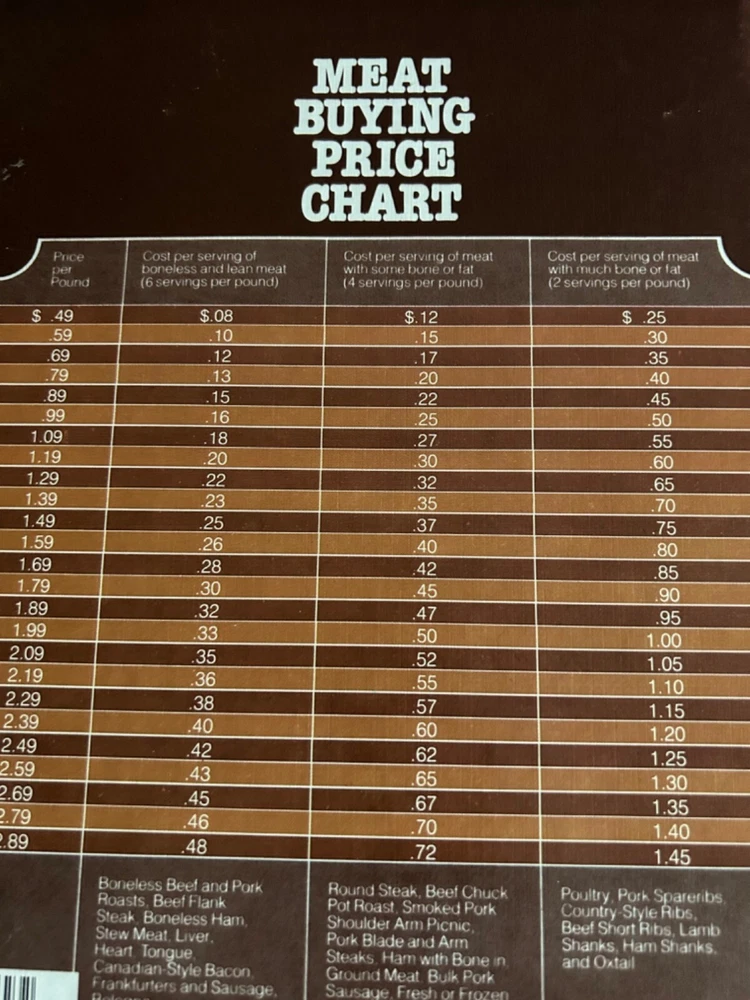 MEAT
BUYING
PRICE
CHART
Price
per
Pound
Cost per serving of
boneless and lean meat
(6 servings per pound)
Cost per serving of meat
with some bone or fat
(4 servings per pound)
Cost per serving of meat
with much bone or fat
(2 servings per pound)
$ .49 $.08 $.12 $ .25
.59 .10 .15 .30
.69 .12 .17 .35
.79 .13 .20 .40
.89 .15 .22 .45
.99 .16 .25 .50
1.09 .18 .27 .55
1.19 .20 .30 .60
1.29 .22 .32 .65
1.39 .23 .35 .70
1.49 .25 .37 .75
1.59 .26 .40 .80
1.69 .28 .42 .85
1.79 .30 .45 .90
1.89 .32 .47 .95
1.99 .33 .50 1.00
2.09 .35 .52 1.05
2.19 .36 .55 1.10
2.29 .38 .57 1.15
2.39 .40 .60 1.20
2.49 .42 .62 1.25
2.59 .43 .65 1.30
2.69 .45 .67 1.35
2.79 .46 .70 1.40
2.89 .48 .72 1.45
Boneless Beef and Pork
Roasts, Beef Flank
Steak, Boneless Ham,
Stew Meat, Liver,
Heart, Tongue,
Canadian-Style Bacon,
Frankfurters and Sausage,
Round Steak, Beef Chuck
Pot Roast, Smoked Pork
Shoulder Arm Picnic,
Pork Blade and Arm
Steaks, Ham with Bone in,
Ground Meat, Bulk Pork
Sausage, Fresh or Frozen
Poultry, Pork Spareribs,
Country-Style Ribs,
Beef Short Ribs, Lamb
Shanks, Ham Shanks,
and Oxtail